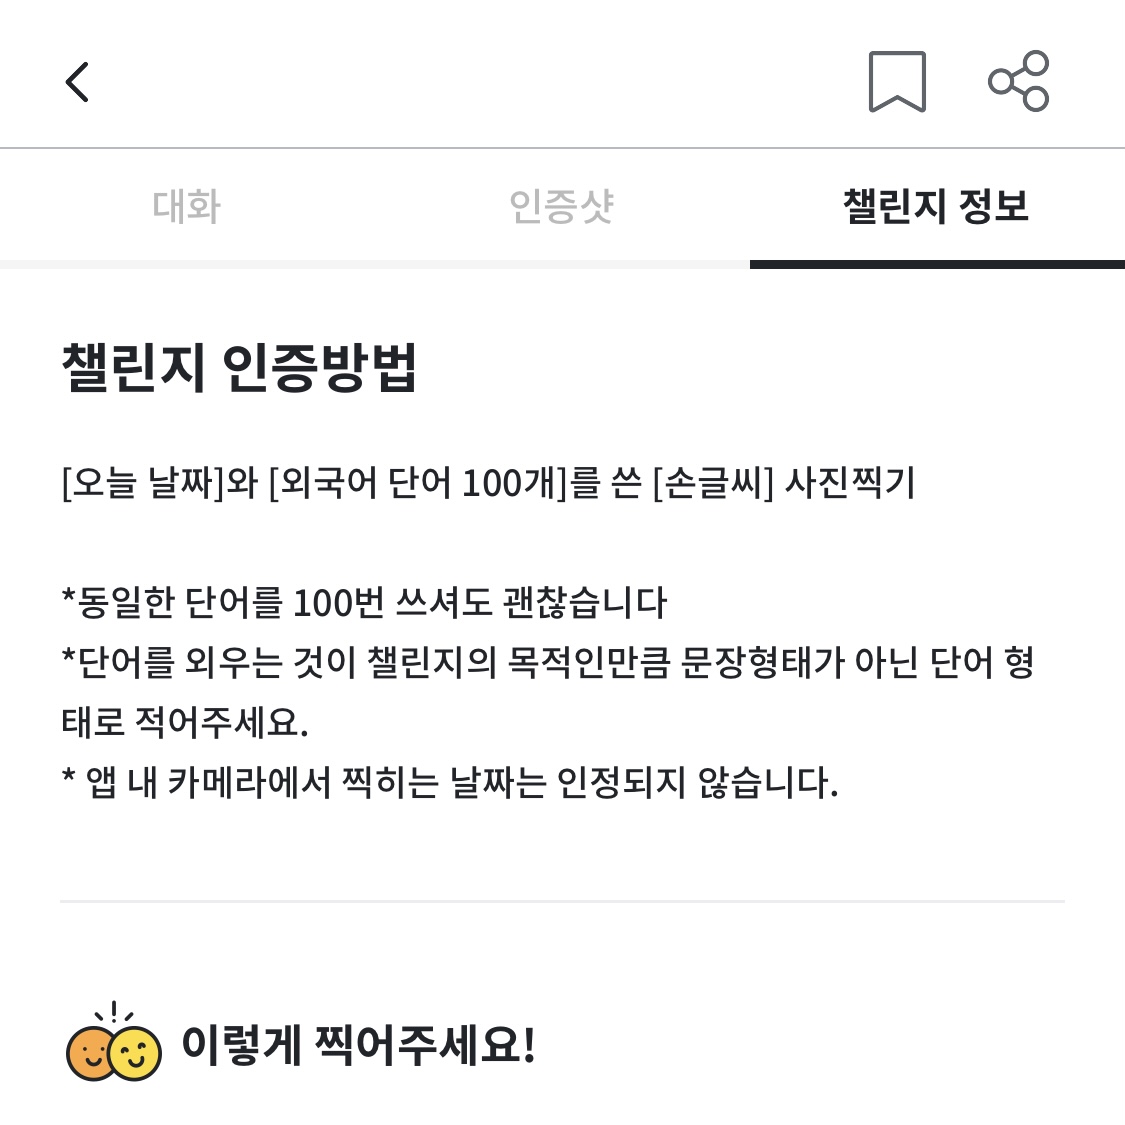 대화
인증샷
챌린지 정보
챌린지 인증방법
[오늘 날짜]와 [외국어 단어 100개]를 쓴 [손글씨] 사진찍기
*동일한 단어를 100번 쓰셔도 괜찮습니다
*단어를 외우는 것이 챌린지의 목적인만큼 문장형태가 아닌 단어 형
태로 적어주세요.
* 앱 내 카메라에서 찍히는 날짜는 인정되지 않습니다.
이렇게 찍어주세요!